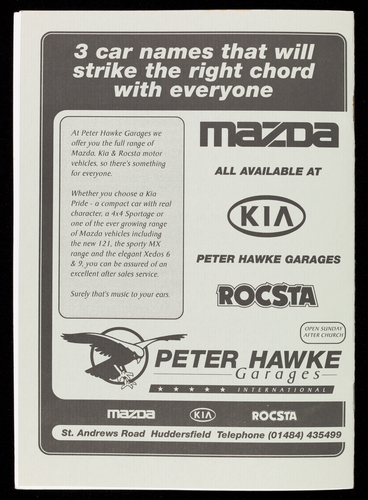 3 car names that will
strike the right chord
with everyone
At Peter Hawke Garages we
offer you the full range of
Mazda, Kia & Rocsta motor
vehicles, so there's something
for everyone.
Whether you choose a Kia
Pride - a compact car with real
character, a 4x4 Sportage or
one of the ever growing range
of Mazda vehicles including
the new 121, the sporty MX
range and the elegant Xedos 6
& 9, you can be assured of an
excellent after sales service.
Surely that's music to your ears.
mazda
ALL AVAILABLE AT
KIA
PETER HAWKE GARAGES
ROCSTA
OPEN SUNDAY
AFTER CHURCH
PETER HAWKE
Garages
★ ★ ★ ★ ★ INTERNATIONAL
mazda KIA ROCSTA
St. Andrews Road Huddersfield Telephone (01484) 435499